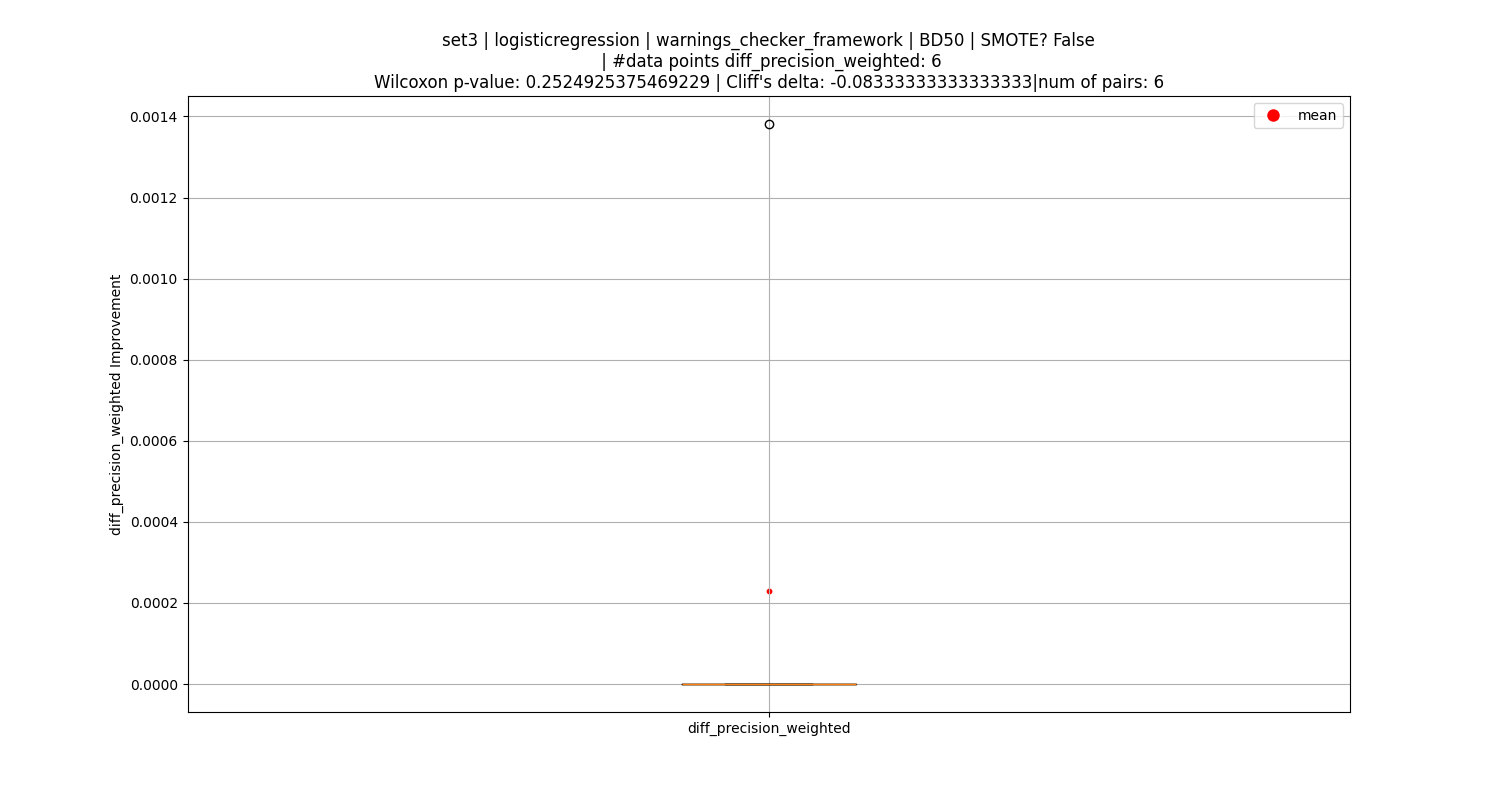 set3 | logisticregression | warnings_checker_framework | BD50 | SMOTE? False
| #data points diff_precision_weighted: 6
Wilcoxon p-value: 0.2524925375469229 | Cliff's delta: -0.08333333333333333|num of pairs: 6
mean
0.0014
0.0012
0.0010
0.0008
0.0006
0.0004
0.0002
0.0000
diff_precision_weighted Improvement
diff_precision_weighted